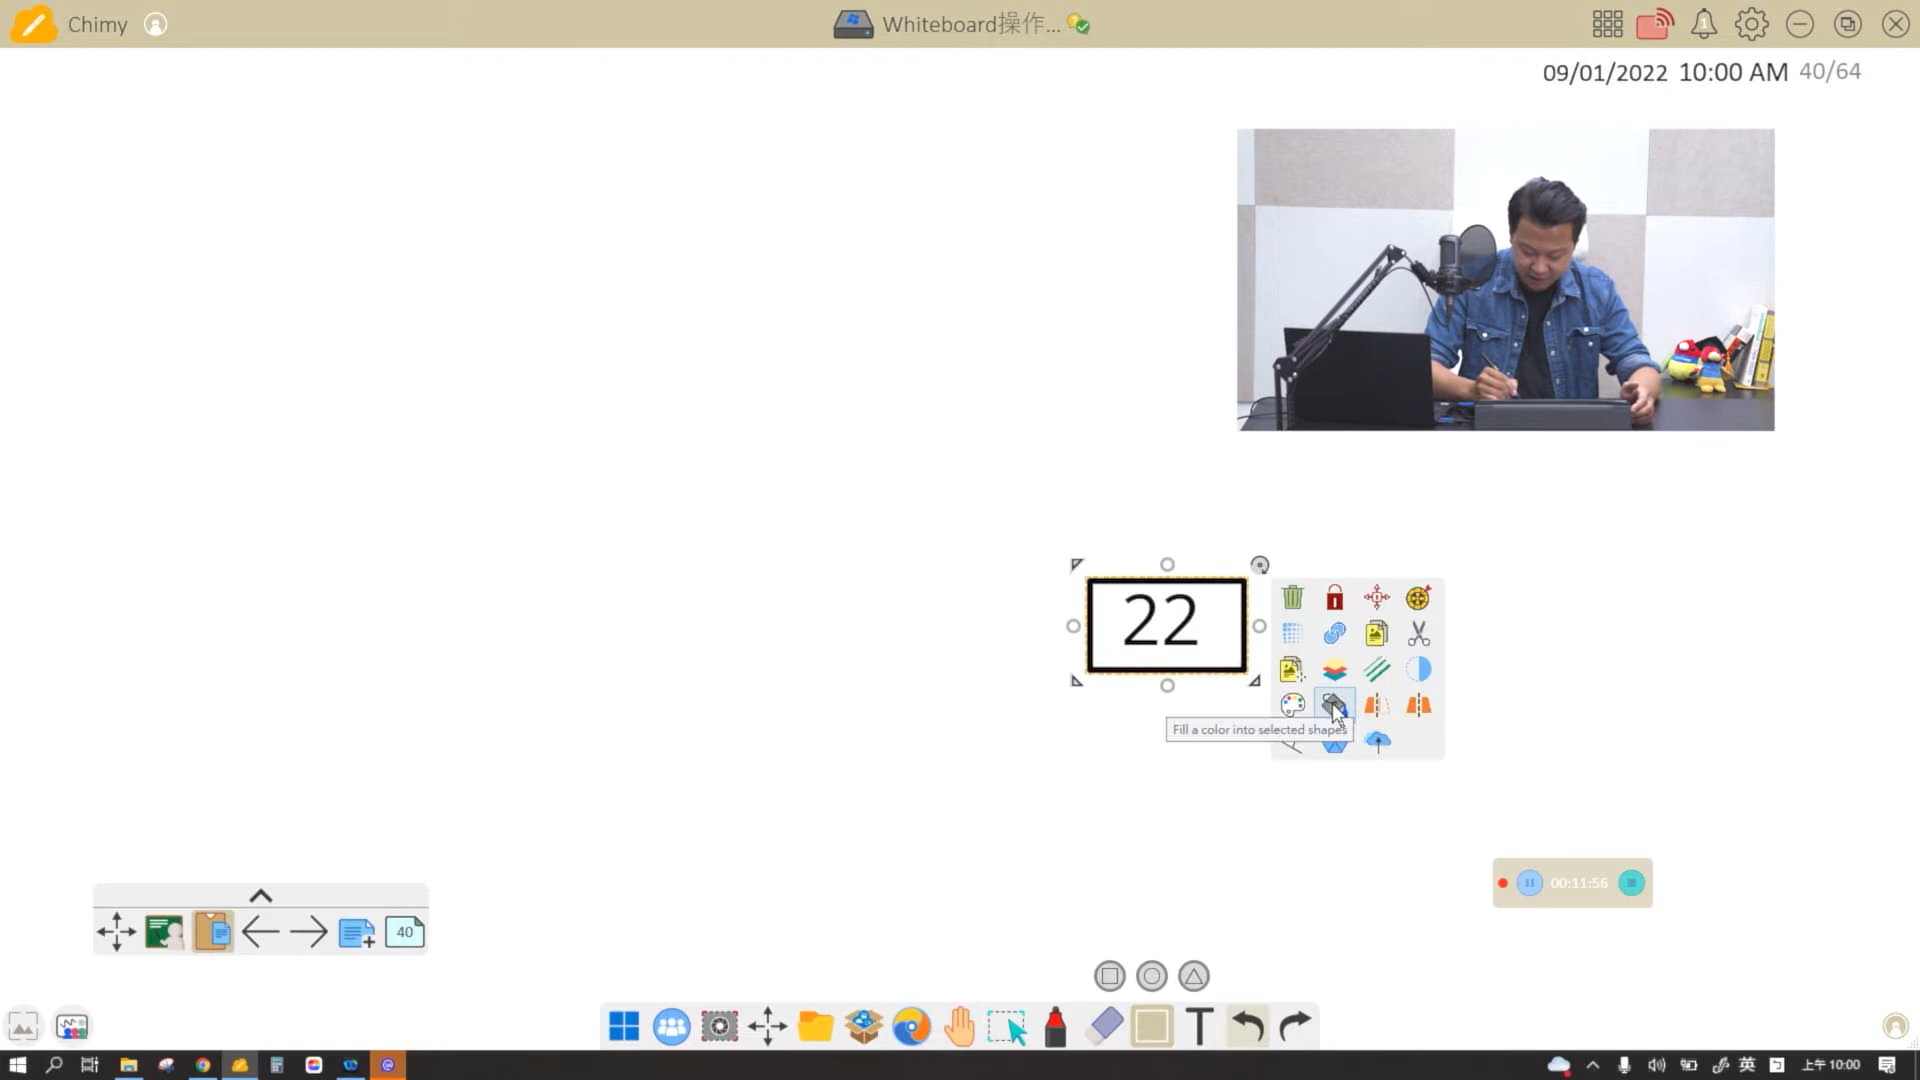 Chimy
Whiteboard操作...
09/01/2022 10:00 AM 40/64
22
Fill a color into selected shapes
00:11:56
40
T
英
上午 10:00